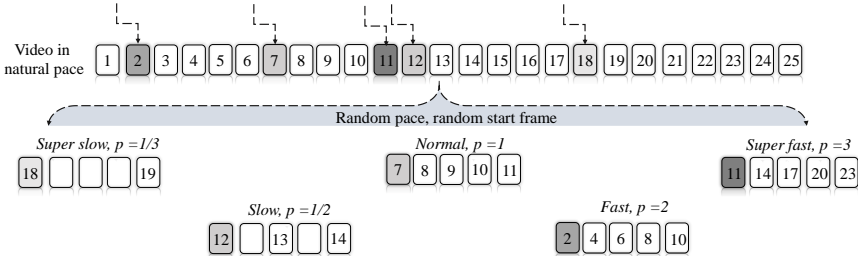 Video in
natural pace
1 2 3 4 5 6 7 8 9 10 11 12 13 14 15 16 17 18 19 20 21 22 23 24 25
Random pace, random start frame
Super slow, p =1/3
18 19
Normal, p =1
7 8 9 10 11
Super fast, p =3
11 14 17 20 23
Slow, p =1/2
12 13 14
Fast, p =2
2 4 6 8 10